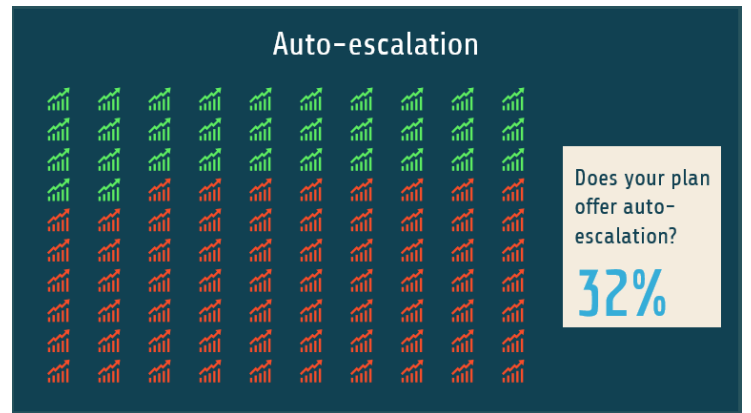 Auto-escalation
Does your plan
offer auto-
escalation?
32%